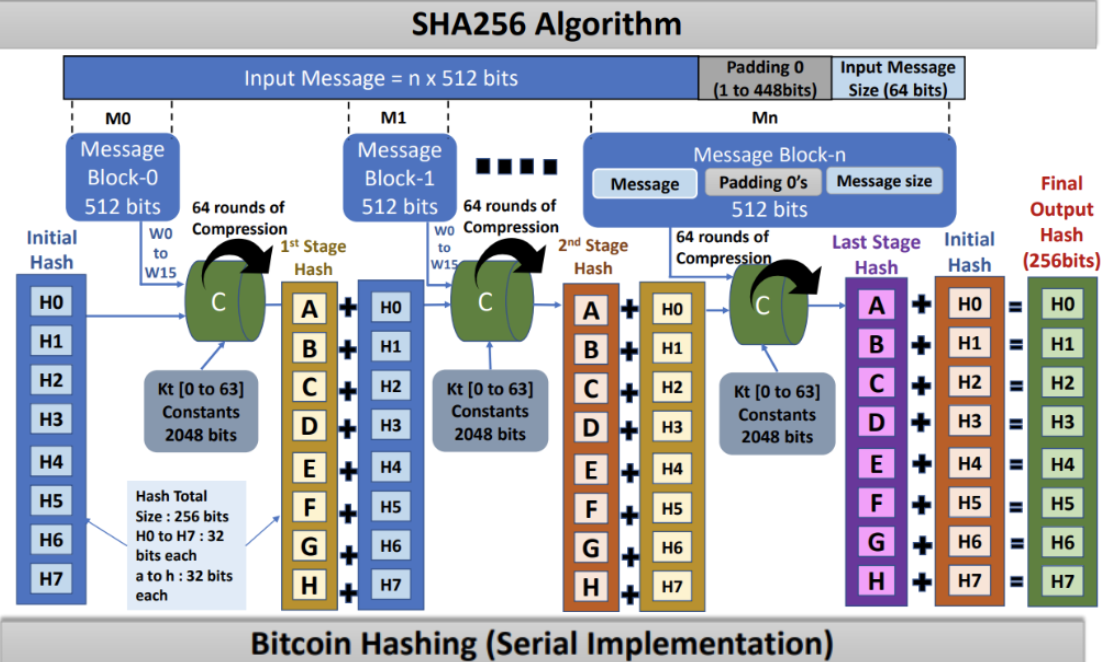 SHA256 Algorithm
Input Message = n x 512 bits
Padding 0
(1 to 448bits)
Input Message
Size (64 bits)
M0
M1
Mn
Message
Block-0
512 bits
Message
Block-1
512 bits
Message Block-n
Message
Padding 0's
Message size
512 bits
Initial
Hash
W0
to
W15
64 rounds of
Compression
C
1st Stage
Hash
W0
to
W15
64 rounds of
Compression
C
2nd Stage
Hash
64 rounds of
Compression
C
Last Stage
Hash
Initial
Hash
Final
Output
Hash
(256bits)
H0
H1
H2
H3
H4
H5
H6
H7
Kt [0 to 63]
Constants
2048 bits
Hash Total
Size : 256 bits
H0 to H7 : 32
bits each
a to h : 32 bits
each
A + H0
B + H1
C + H2
D + H3
E + H4
F + H5
G + H6
H + H7
Kt [0 to 63]
Constants
2048 bits
A + H0
B + H1
C + H2
D + H3
E + H4
F + H5
G + H6
H + H7
Kt [0 to 63]
Constants
2048 bits
A + H0 = H0
B + H1 = H1
C + H2 = H2
D + H3 = H3
E + H4 = H4
F + H5 = H5
G + H6 = H6
H + H7 = H7
Bitcoin Hashing (Serial Implementation)